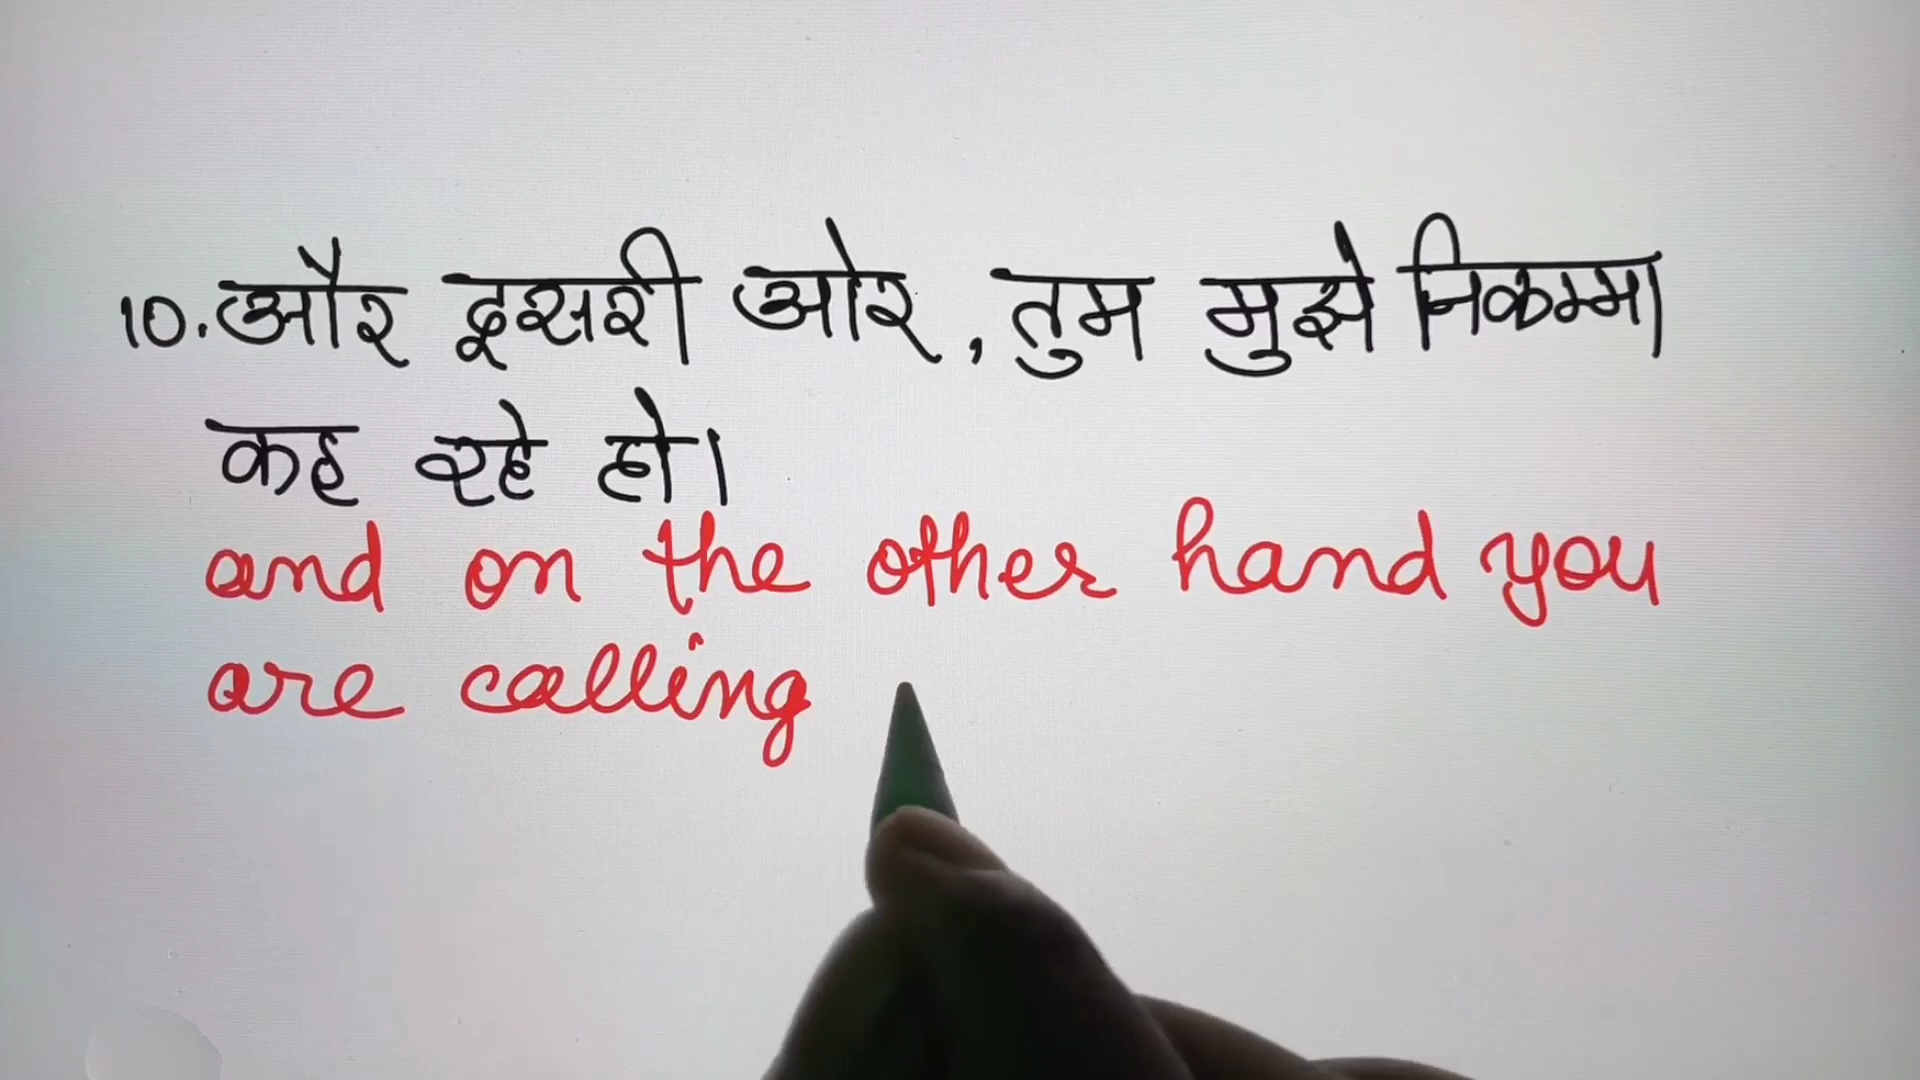 10. और दूसरी ओर, तुम मुझे निकम्मा
कह रहे हो।
and on the other hand you
are calling